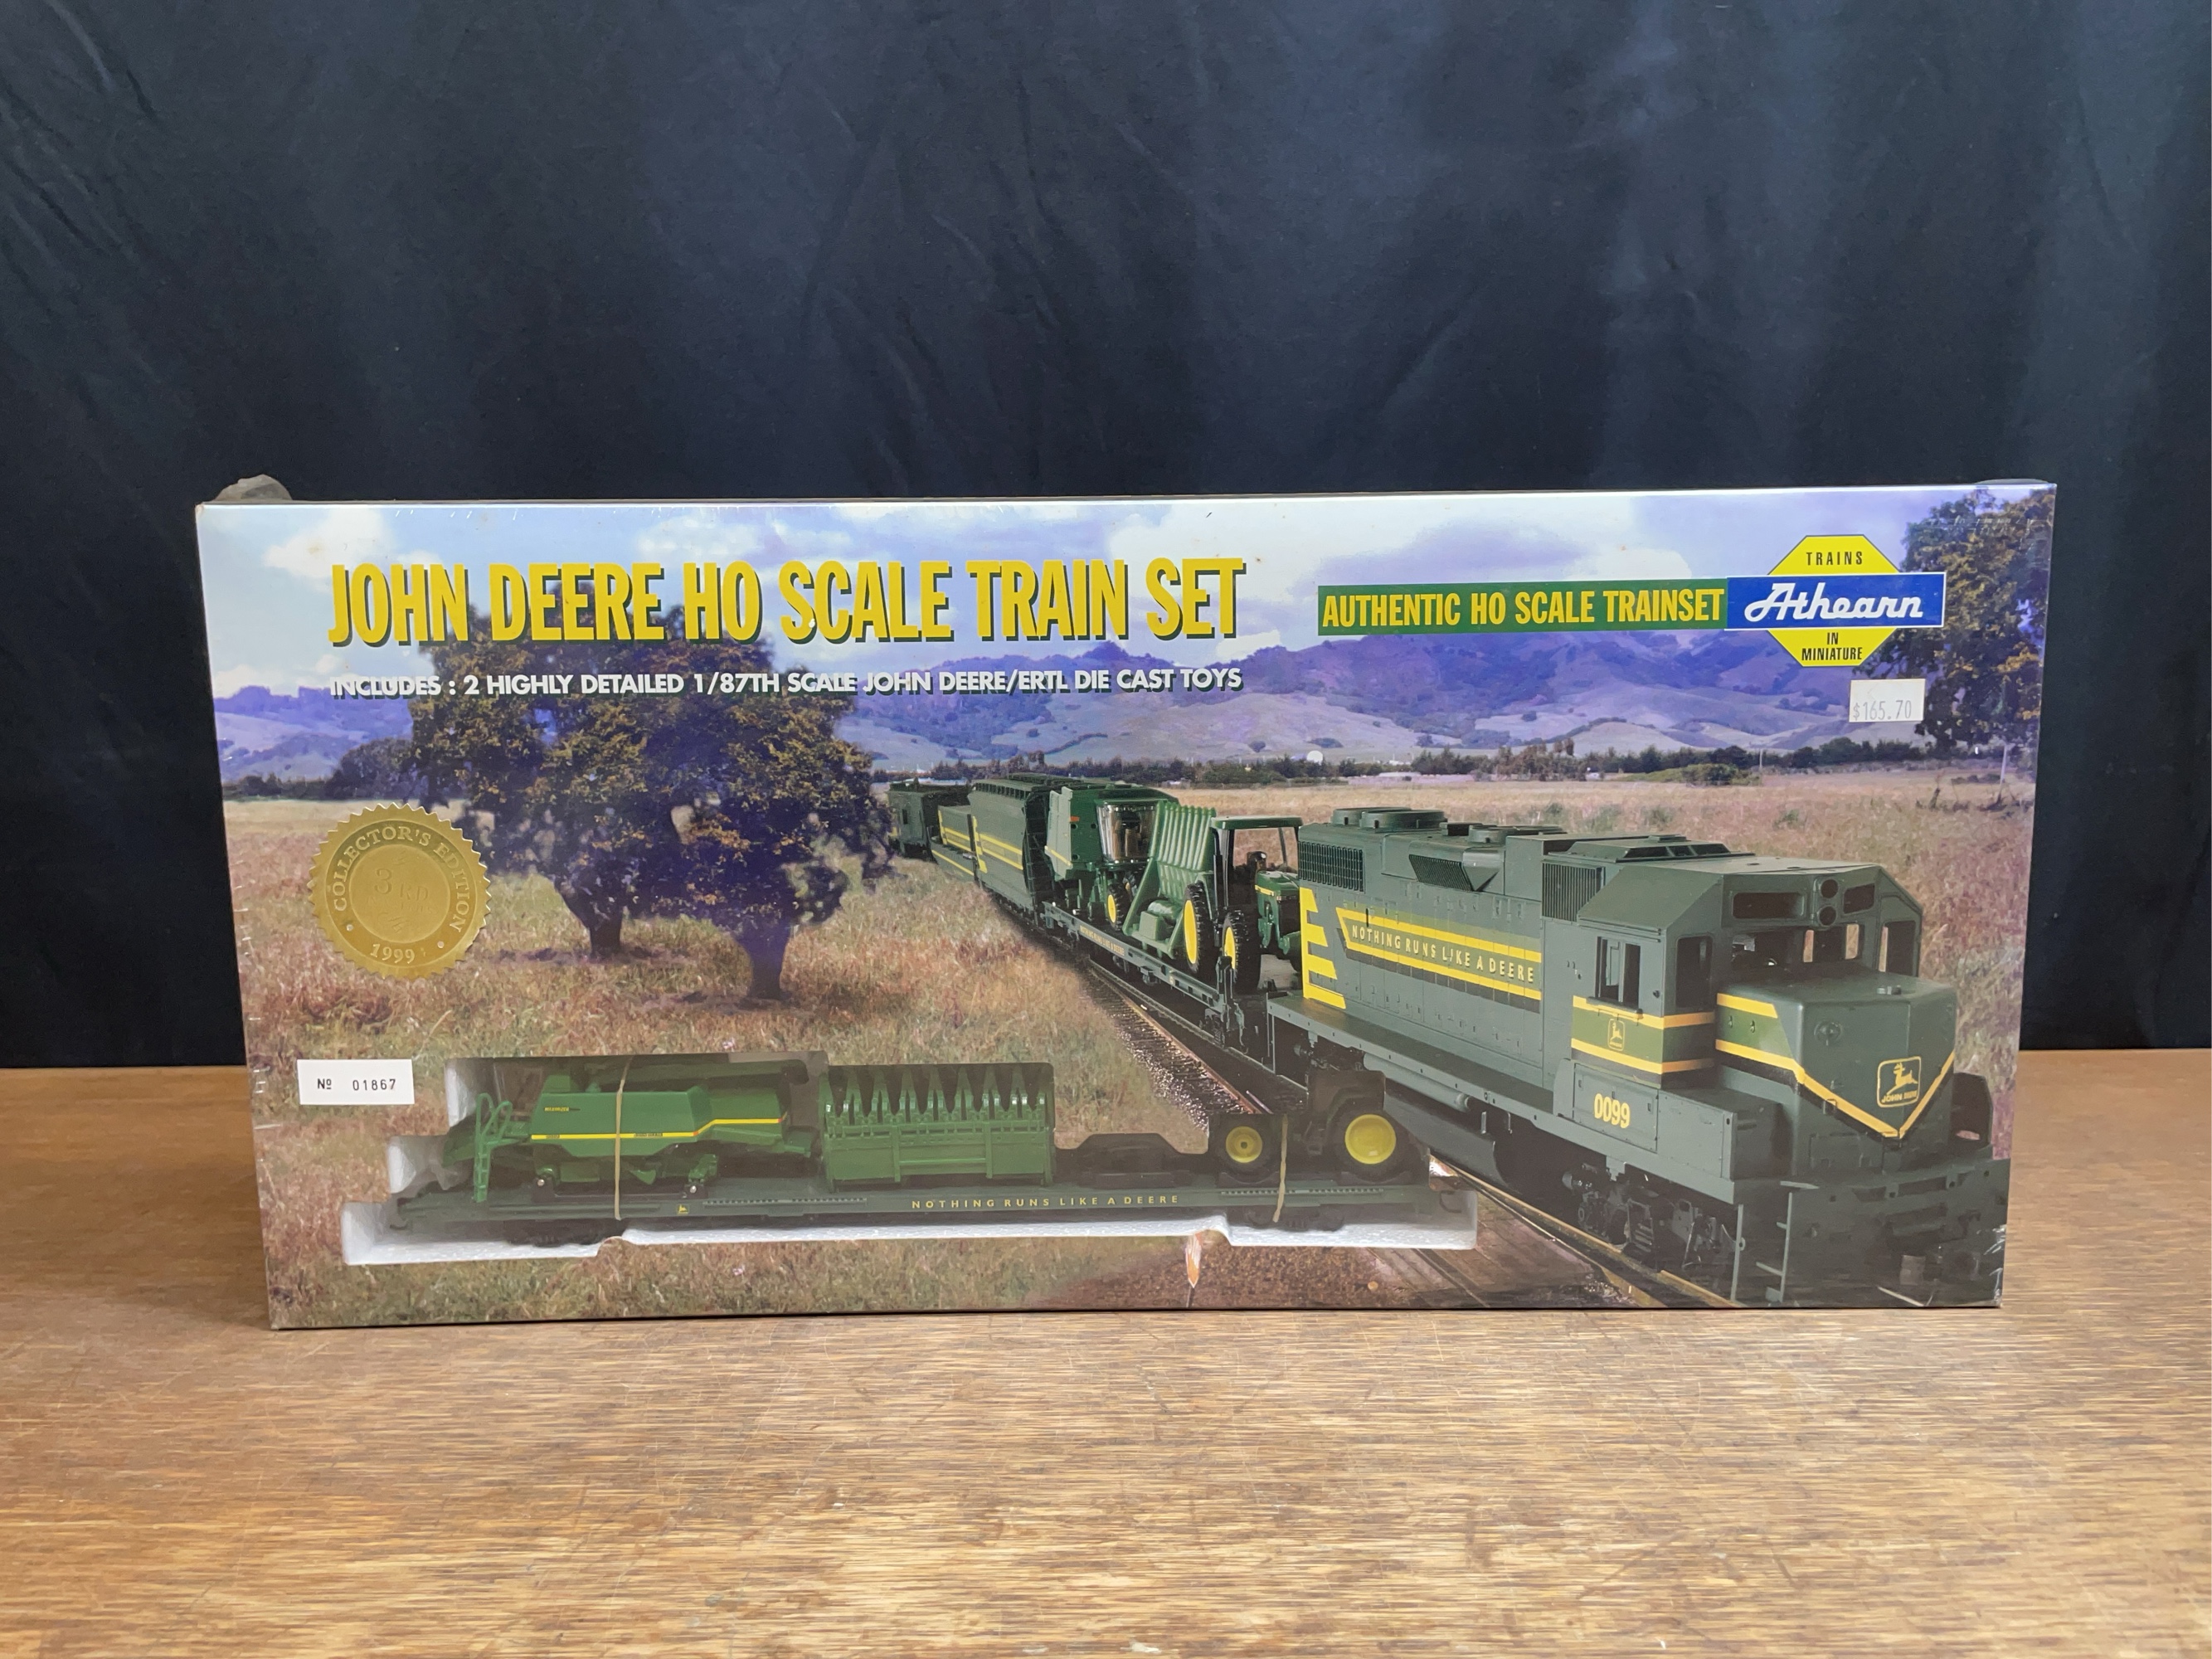 JOHN DEERE HO SCALE TRAIN SET
INCLUDES : 2 HIGHLY DETAILED 1/87TH SCALE JOHN DEERE/ERTL DIE CAST TOYS
AUTHENTIC HO SCALE TRAINSET
TRAINS
Athearn
IN
MINIATURE
$165.70
COLLECTOR'S EDITION
1999
NOTHING RUNS LIKE A DEERE
0099
JOHN DEERE
Nº 01867
NOTHING RUNS LIKE A DEERE